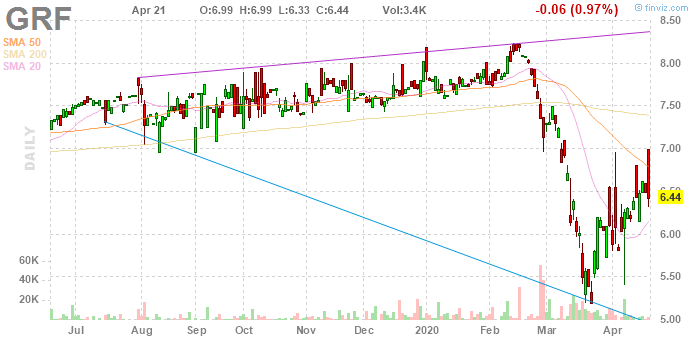 GRF
Apr 21 O:6.99 H:6.99 L:6.33 C:6.44 Vol:3.4K
© finviz.com
-0.06 (0.97%)
SMA 50
SMA 200
SMA 20
DAILY
8.50
8.00
7.50
7.00
6.50
6.44
6.00
5.50
5.00
60K
40K
20K
Jul Aug Sep Oct Nov Dec 2020 Feb Mar Apr